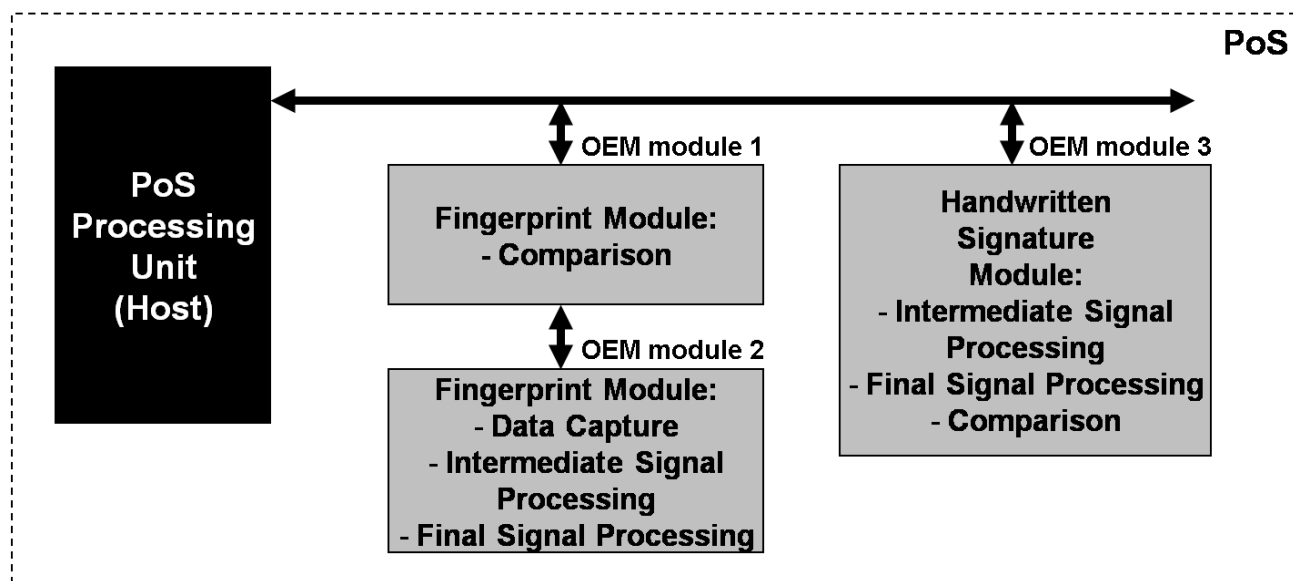 PoS
PoS
Processing
Unit
(Host)
OEM module 1
Fingerprint Module:
- Comparison
OEM module 2
Fingerprint Module:
- Data Capture
- Intermediate Signal
Processing
- Final Signal Processing
OEM module 3
Handwritten
Signature
Module:
- Intermediate Signal
Processing
- Final Signal Processing
- Comparison